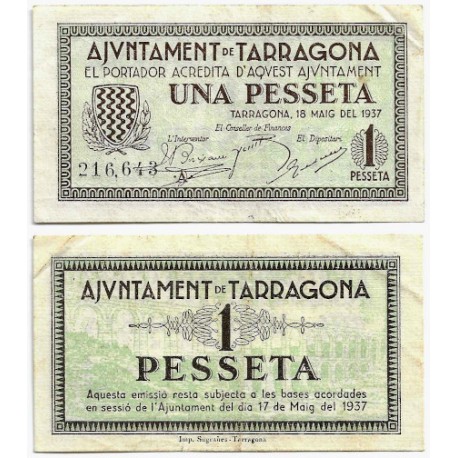 AJVNTAMENT DE TARRAGONA
EL PORTADOR ACREDITA D'AQVEST AJVNTAMENT
UNA PESSETA
TARRAGONA, 18 MAIG DEL 1937
L'Interventor El Conseller de Finances El Dipositari
216,643
A
1
PESSETA
AJVNTAMENT DE TARRAGONA
1
PESSETA
Aquesta emissió resta subjecta a les bases acordades
en sessió de l'Ajuntament del dia 17 de Maig del 1937
Imp. Sugrañes-Tarragona